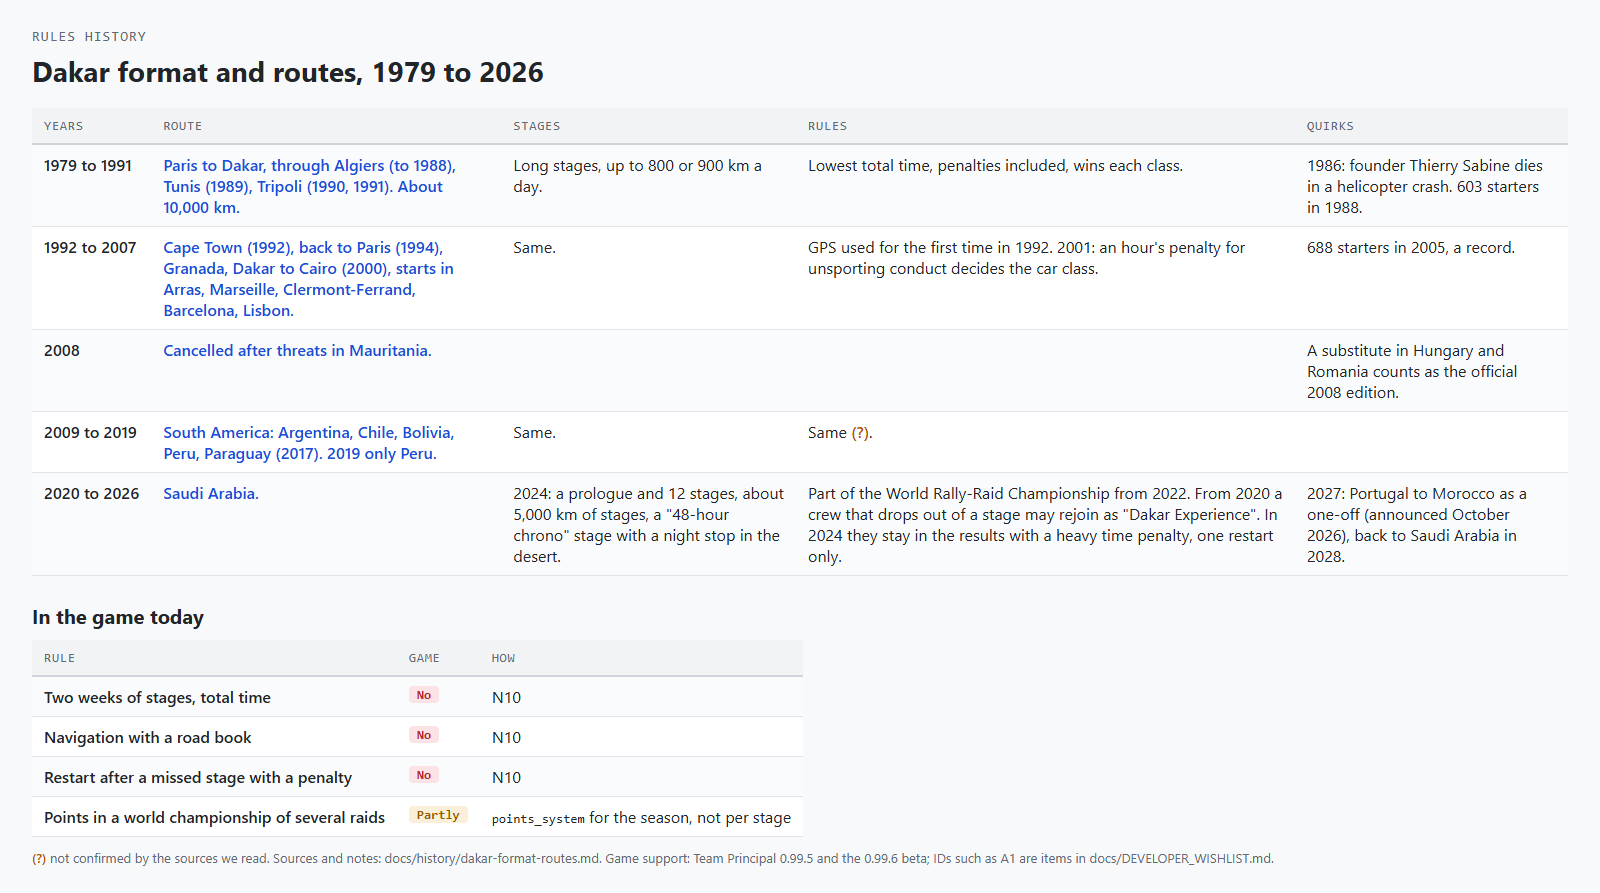 RULES HISTORY
Dakar format and routes, 1979 to 2026
YEARS ROUTE STAGES RULES QUIRKS
1979 to 1991 Paris to Dakar, through Algiers (to 1988), Long stages, up to 800 or 900 km a Lowest total time, penalties included, wins each class. 1986: founder Thierry Sabine dies
Tunis (1989), Tripoli (1990, 1991). About day. in a helicopter crash. 603 starters
10,000 km. in 1988.
1992 to 2007 Cape Town (1992), back to Paris (1994), Same. GPS used for the first time in 1992. 2001: an hour's penalty for 688 starters in 2005, a record.
Granada, Dakar to Cairo (2000), starts in unsporting conduct decides the car class.
Arras, Marseille, Clermont-Ferrand,
Barcelona, Lisbon.
2008 Cancelled after threats in Mauritania. A substitute in Hungary and
Romania counts as the official
2008 edition.
2009 to 2019 South America: Argentina, Chile, Bolivia, Same. Same (?).
Peru, Paraguay (2017). 2019 only Peru.
2020 to 2026 Saudi Arabia. 2024: a prologue and 12 stages, about Part of the World Rally-Raid Championship from 2022. From 2020 a 2027: Portugal to Morocco as a
5,000 km of stages, a "48-hour crew that drops out of a stage may rejoin as "Dakar Experience". In one-off (announced October
chrono" stage with a night stop in the 2024 they stay in the results with a heavy time penalty, one restart 2026), back to Saudi Arabia in
desert. only. 2028.
In the game today
RULE GAME HOW
Two weeks of stages, total time No N10
Navigation with a road book No N10
Restart after a missed stage with a penalty No N10
Points in a world championship of several raids Partly points_system for the season, not per stage
(?) not confirmed by the sources we read. Sources and notes: docs/history/dakar-format-routes.md. Game support: Team Principal 0.99.5 and the 0.99.6 beta; IDs such as A1 are items in docs/DEVELOPER_WISHLIST.md.